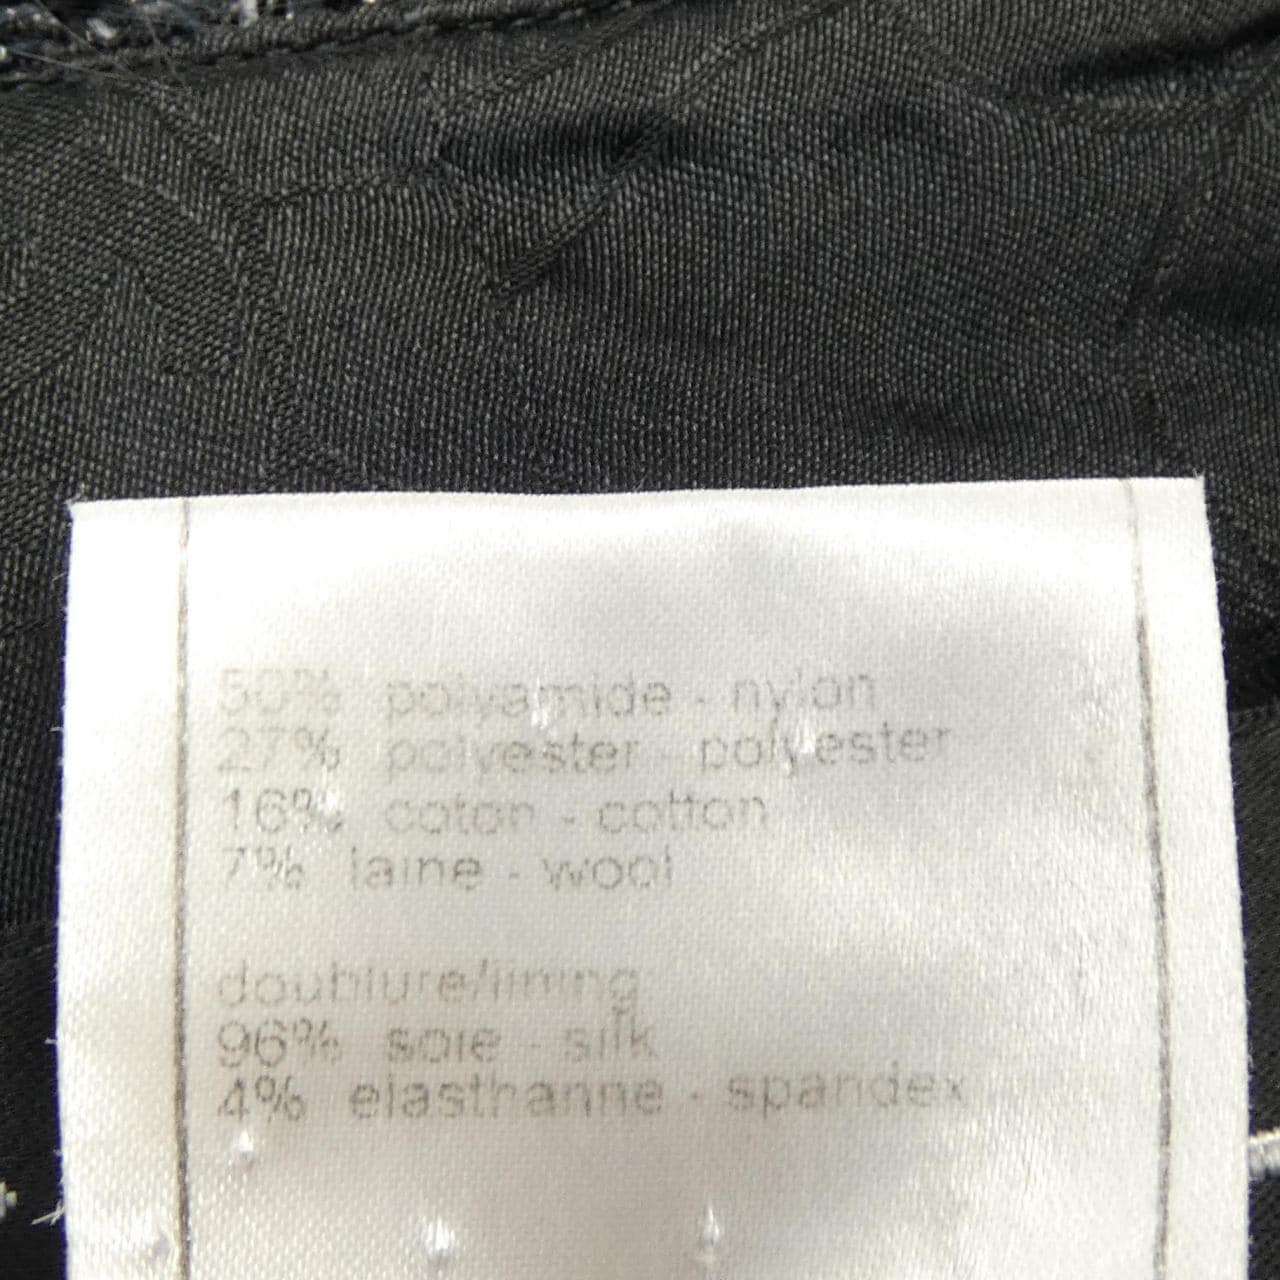 50% polyamide - nylon
27% polyester - polyester
16% coton - cotton
7% laine - wool
doublure/lining:
96% soie - silk
4% elasthanne - spandex